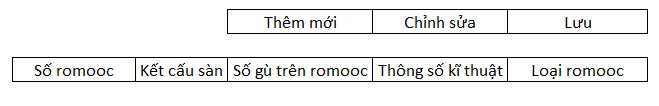 Thêm mới Chỉnh sửa Lưu
Số romooc Kết cấu sàn Số gù trên romooc Thông số kĩ thuật Loại romooc